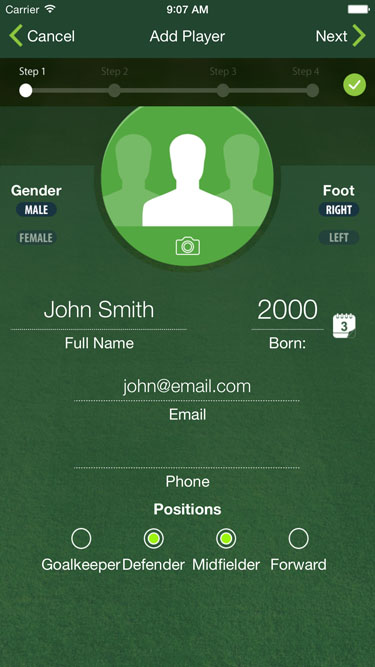 Carrier 9:07 AM
Cancel Add Player Next
Step 1 Step 2 Step 3 Step 4
Gender Foot
MALE RIGHT
FEMALE LEFT
John Smith 2000
3
Full Name Born:
john@email.com
Email
Phone
Positions
Goalkeeper Defender Midfielder Forward